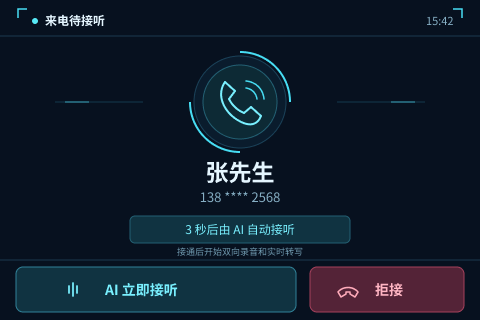 来电待接听
15:42
张先生
138 **** 2568
3 秒后由 AI 自动接听
接通后开始双向录音和实时转写
AI 立即接听
拒接